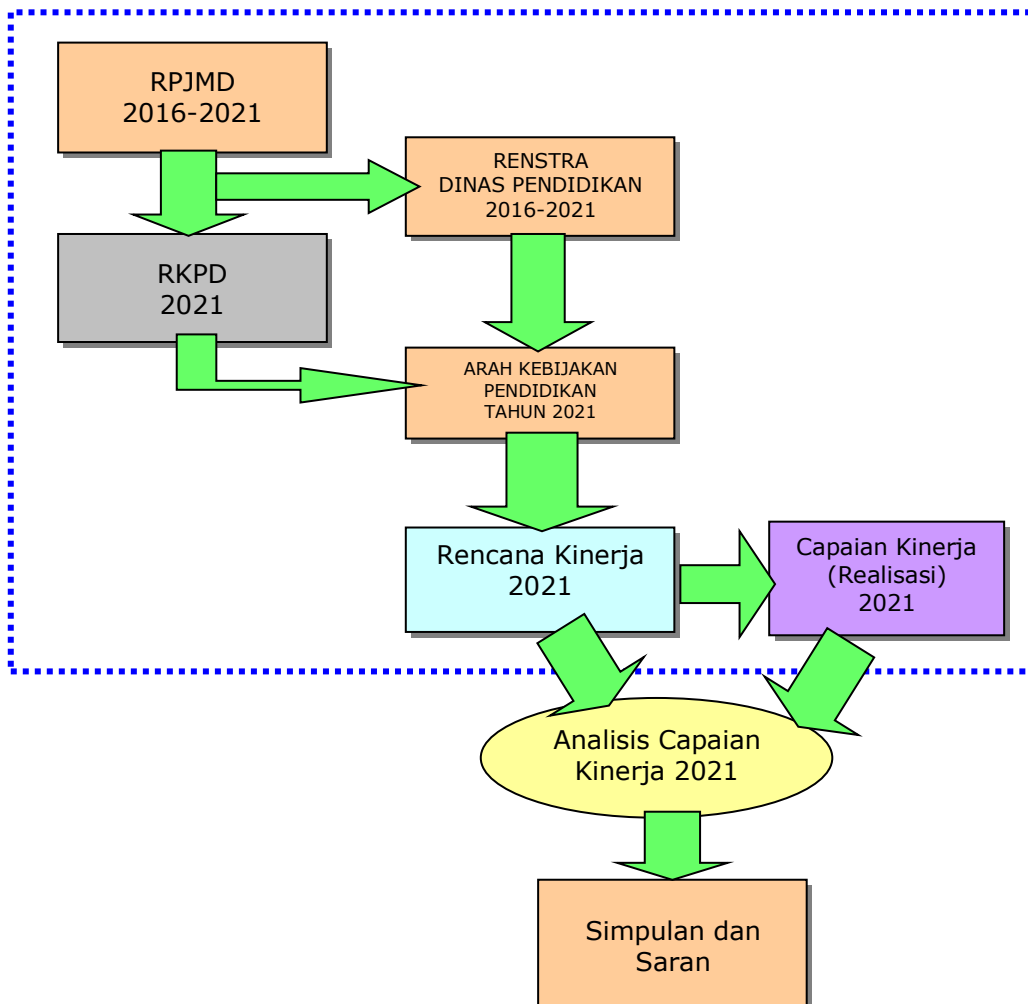 RPJMD
2016-2021
RENSTRA
DINAS PENDIDIKAN
2016-2021
RKPD
2021
ARAH KEBIJAKAN
PENDIDIKAN
TAHUN 2021
Rencana Kinerja
2021
Capaian Kinerja
(Realisasi)
2021
Analisis Capaian
Kinerja 2021
Simpulan dan
Saran